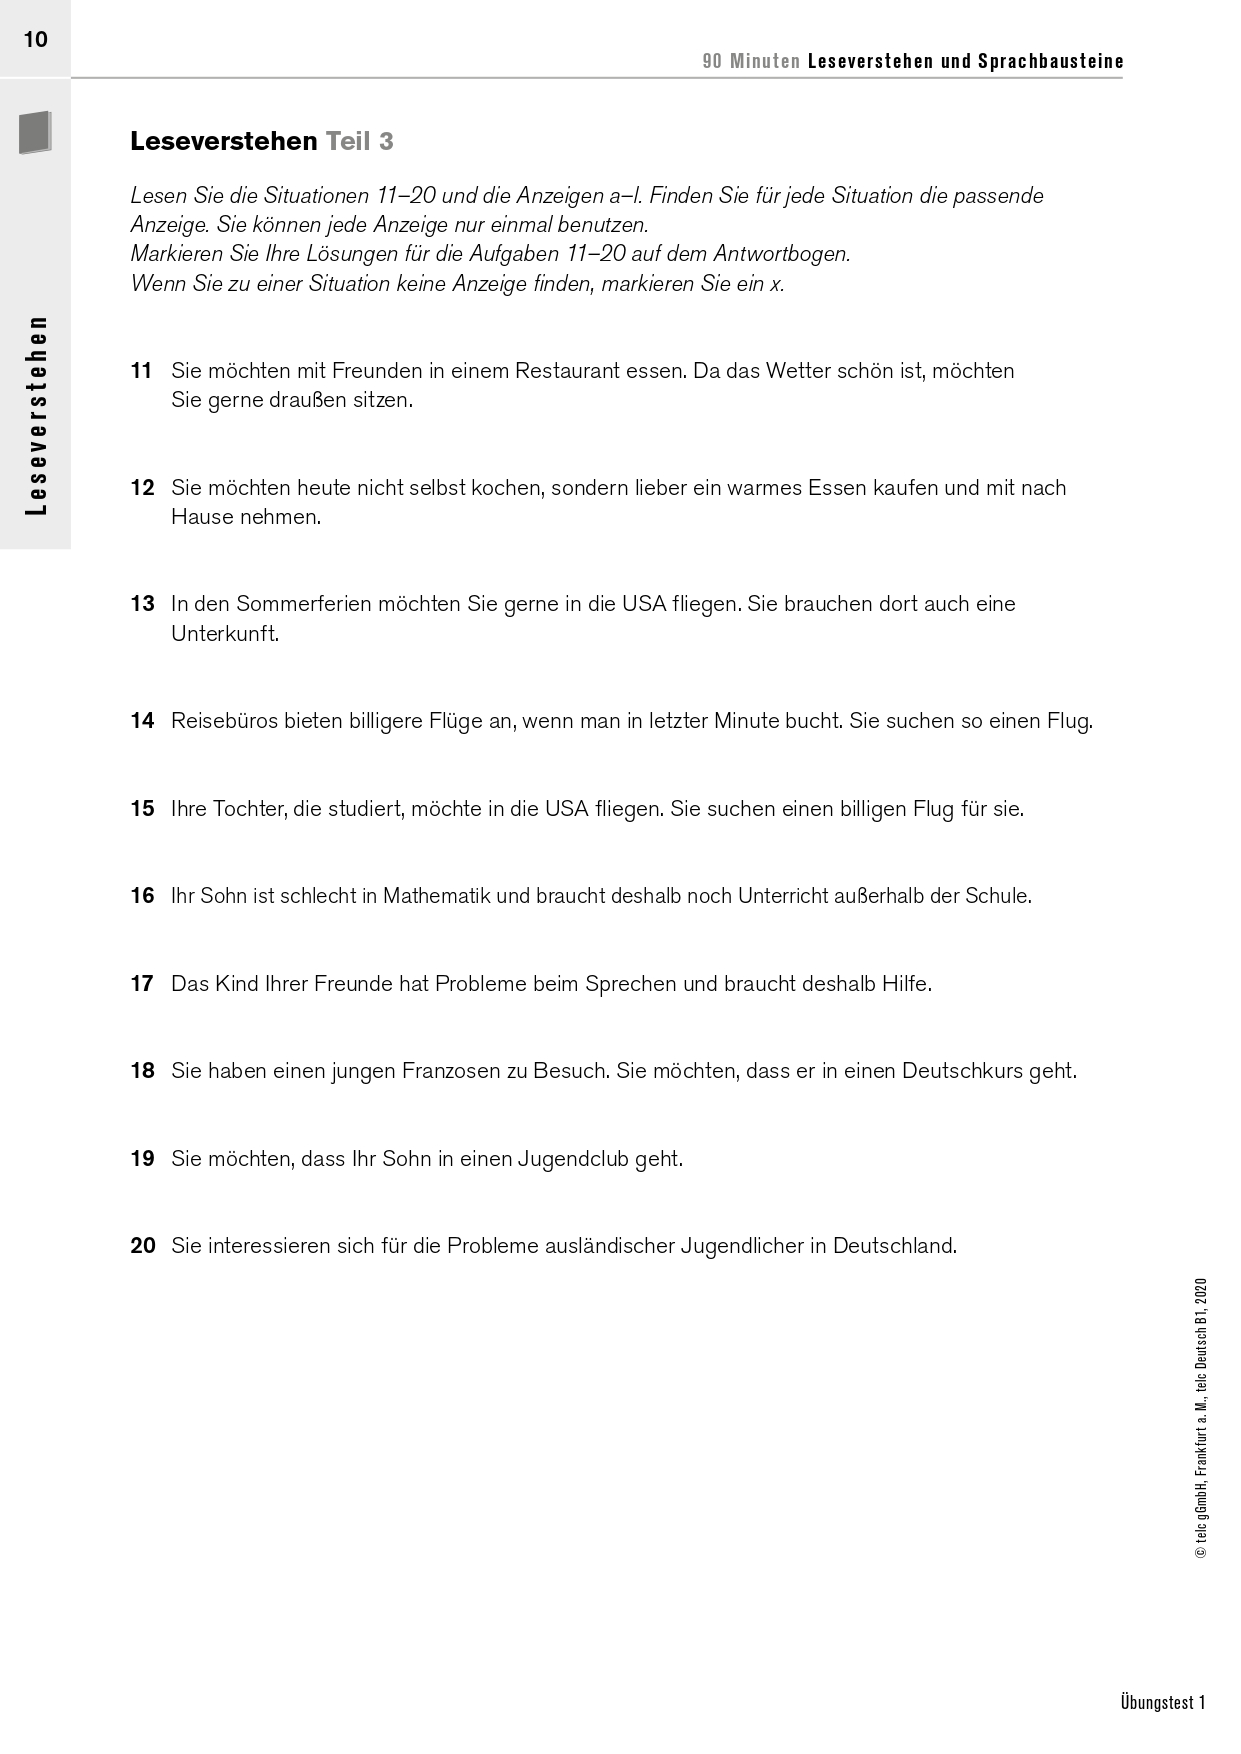 10
90 Minuten Leseverstehen und Sprachbausteine
Leseverstehen
Leseverstehen Teil 3
Lesen Sie die Situationen 11–20 und die Anzeigen a–l. Finden Sie für jede Situation die passende
Anzeige. Sie können jede Anzeige nur einmal benutzen.
Markieren Sie Ihre Lösungen für die Aufgaben 11–20 auf dem Antwortbogen.
Wenn Sie zu einer Situation keine Anzeige finden, markieren Sie ein x.
11 Sie möchten mit Freunden in einem Restaurant essen. Da das Wetter schön ist, möchten
Sie gerne draußen sitzen.
12 Sie möchten heute nicht selbst kochen, sondern lieber ein warmes Essen kaufen und mit nach
Hause nehmen.
13 In den Sommerferien möchten Sie gerne in die USA fliegen. Sie brauchen dort auch eine
Unterkunft.
14 Reisebüros bieten billigere Flüge an, wenn man in letzter Minute bucht. Sie suchen so einen Flug.
15 Ihre Tochter, die studiert, möchte in die USA fliegen. Sie suchen einen billigen Flug für sie.
16 Ihr Sohn ist schlecht in Mathematik und braucht deshalb noch Unterricht außerhalb der Schule.
17 Das Kind Ihrer Freunde hat Probleme beim Sprechen und braucht deshalb Hilfe.
18 Sie haben einen jungen Franzosen zu Besuch. Sie möchten, dass er in einen Deutschkurs geht.
19 Sie möchten, dass Ihr Sohn in einen Jugendclub geht.
20 Sie interessieren sich für die Probleme ausländischer Jugendlicher in Deutschland.
© telc gGmbH, Frankfurt a. M., telc Deutsch B1, 2020
Übungstest 1